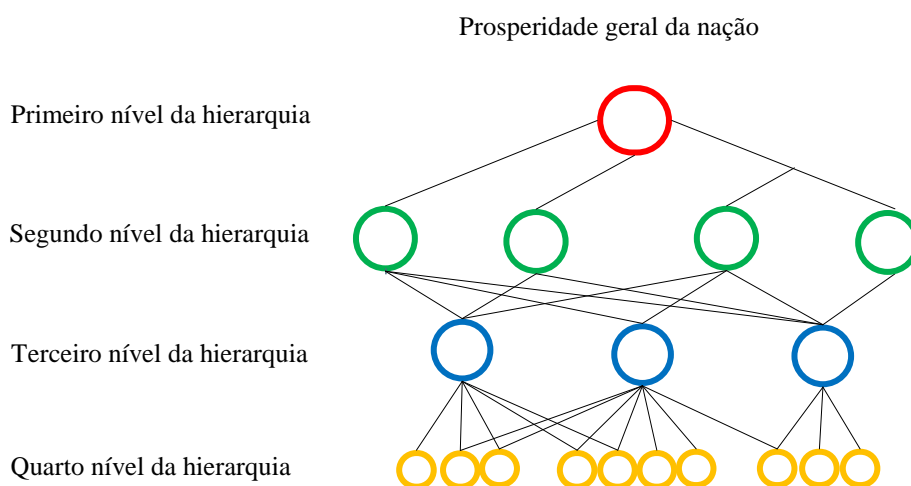 Prosperidade geral da nação
Primeiro nível da hierarquia
Segundo nível da hierarquia
Terceiro nível da hierarquia
Quarto nível da hierarquia